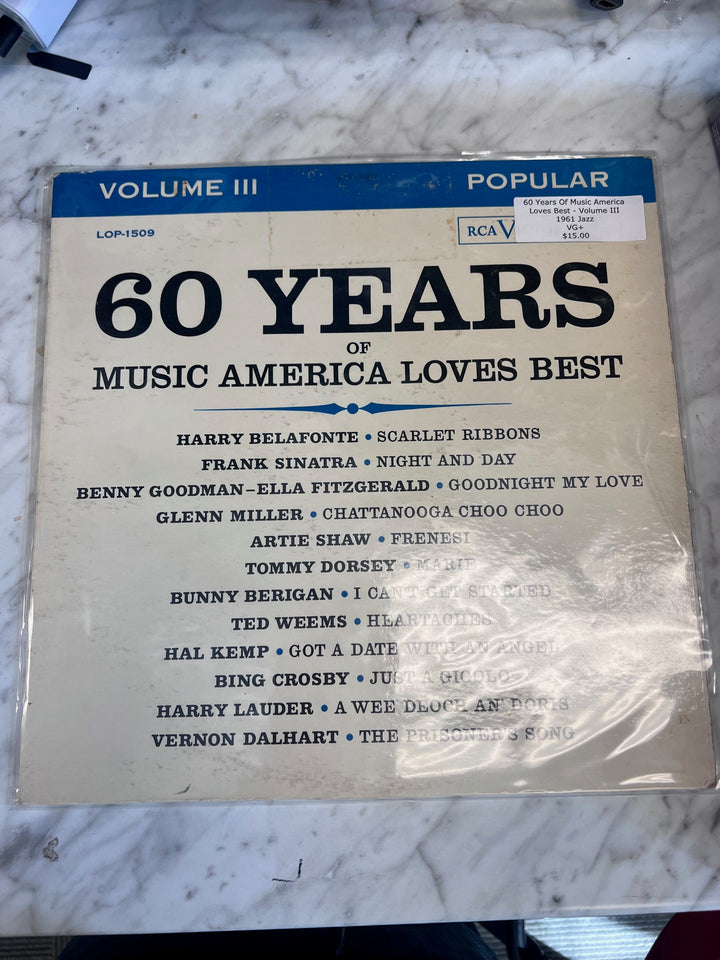 VOLUME III
POPULAR
60 Years Of Music America
Loves Best - Volume III
1961 Jazz
VG+
$15.00
LOP-1509
RCA V
60 YEARS
OF
MUSIC AMERICA LOVES BEST
HARRY BELAFONTE • SCARLET RIBBONS
FRANK SINATRA • NIGHT AND DAY
BENNY GOODMAN–ELLA FITZGERALD • GOODNIGHT MY LOVE
GLENN MILLER • CHATTANOOGA CHOO CHOO
ARTIE SHAW • FRENESI
TOMMY DORSEY • MARIE
BUNNY BERIGAN • I CAN'T GET STARTED
TED WEEMS • HEARTACHES
HAL KEMP • GOT A DATE WITH AN ANGEL
BING CROSBY • JUST A GIGOLO
HARRY LAUDER • A WEE DEOCH AN' DORIS
VERNON DALHART • THE PRISONER'S SONG